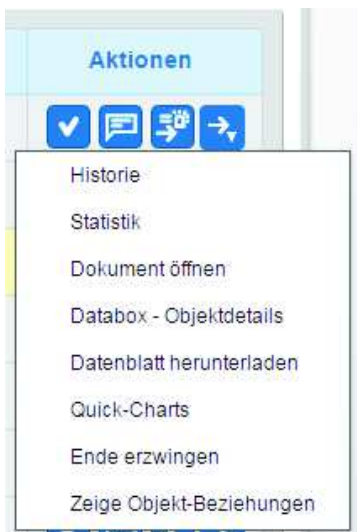 Aktionen
Historie
Statistik
Dokument öffnen
Databox - Objektdetails
Datenblatt herunterladen
Quick-Charts
Ende erzwingen
Zeige Objekt-Beziehungen